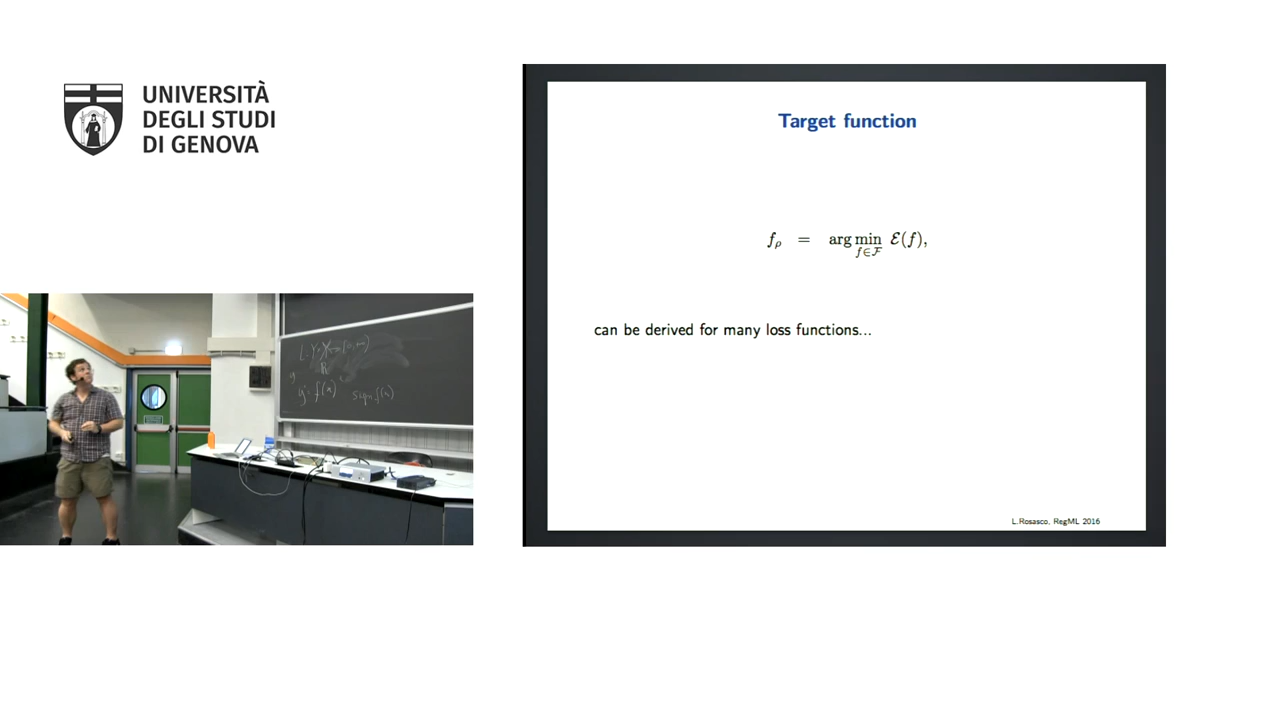 UNIVERSITÀ
DEGLI STUDI
DI GENOVA
Target function
f_ρ = arg min_{f∈ℱ} ℰ(f),
can be derived for many loss functions...
L.Rosasco, RegML 2016
y = f(x)
sign f(x)